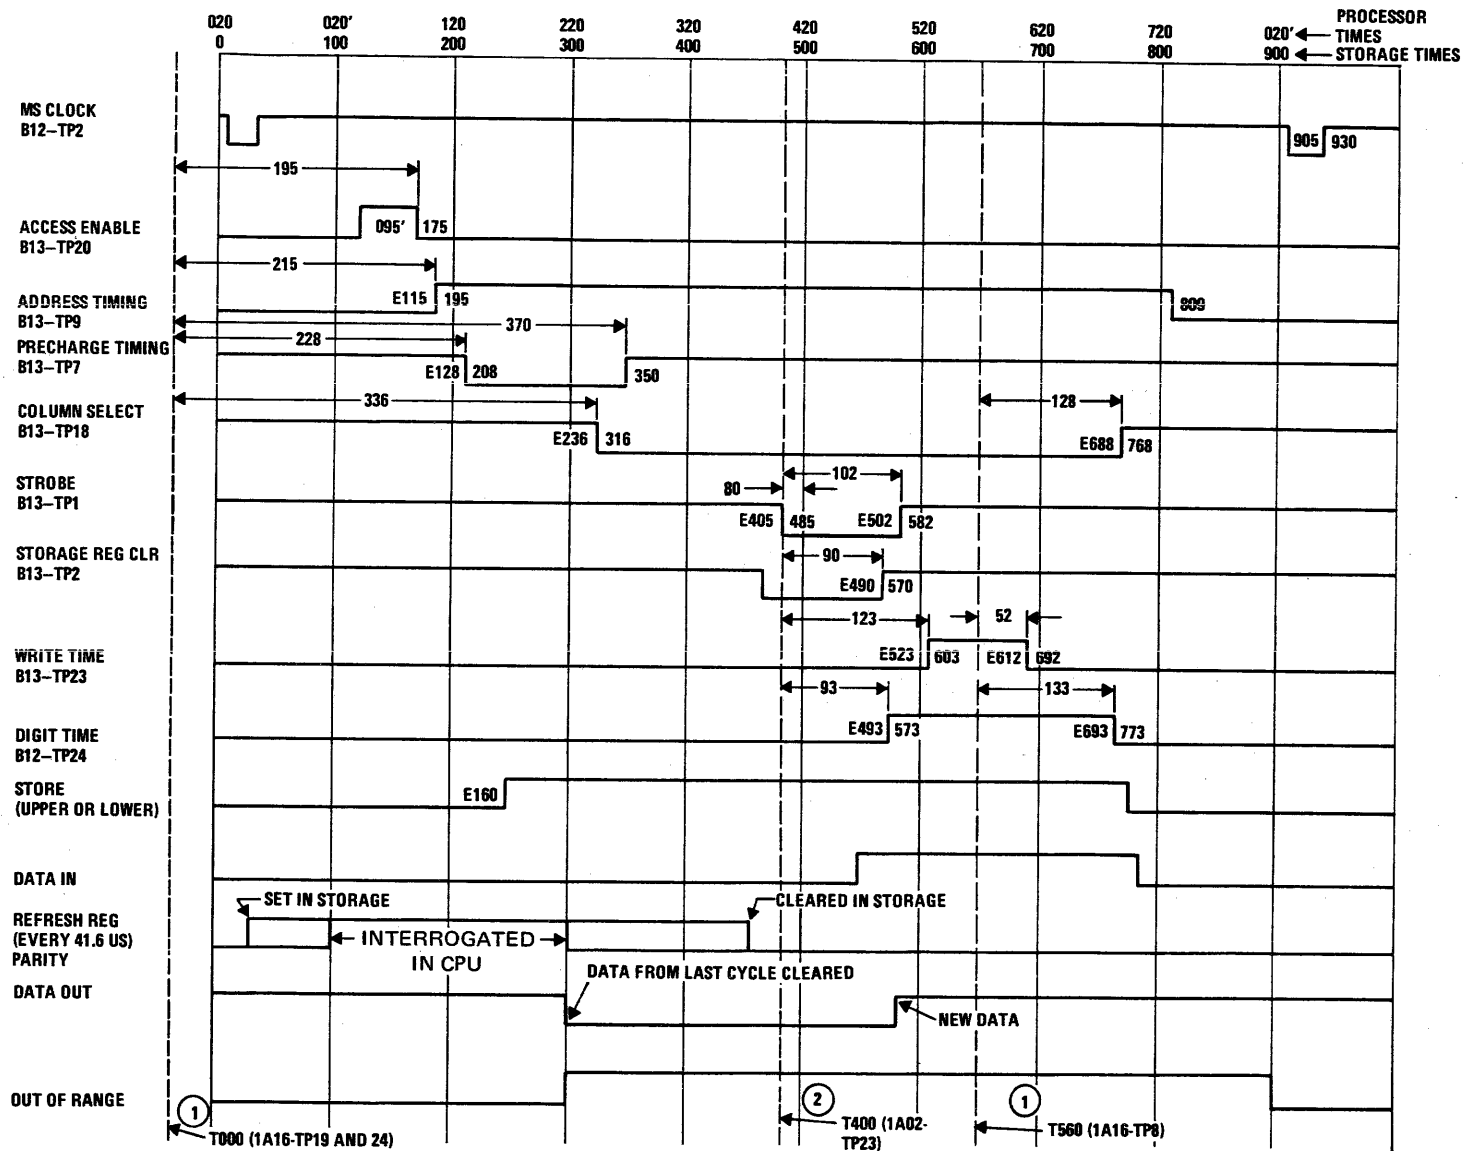 020 020' 120 220 320 420 520 620 720 020' PROCESSOR TIMES
0 100 200 300 400 500 600 700 800 900 STORAGE TIMES
MS CLOCK
B12–TP2
905 930
195
ACCESS ENABLE
B13–TP20
095' 175
215
ADDRESS TIMING
B13–TP9
E115 195
809
370
228
PRECHARGE TIMING
B13–TP7
E128 208
350
336
128
COLUMN SELECT
B13–TP18
E236 316
E688 768
102
STROBE
B13–TP1
80
E405 485 E502 582
STORAGE REG CLR
B13–TP2
90
E490 570
123
52
WRITE TIME
B13–TP23
E523 603 E612 692
93
133
DIGIT TIME
B12–TP24
E493 573
E693 773
STORE
(UPPER OR LOWER)
E160
DATA IN
SET IN STORAGE
CLEARED IN STORAGE
REFRESH REG
(EVERY 41.6 US)
PARITY
INTERROGATED
IN CPU
DATA FROM LAST CYCLE CLEARED
DATA OUT
NEW DATA
OUT OF RANGE
1
2
1
T000 (1A16-TP19 AND 24)
T400 (1A02-
TP23)
T560 (1A16-TP8)